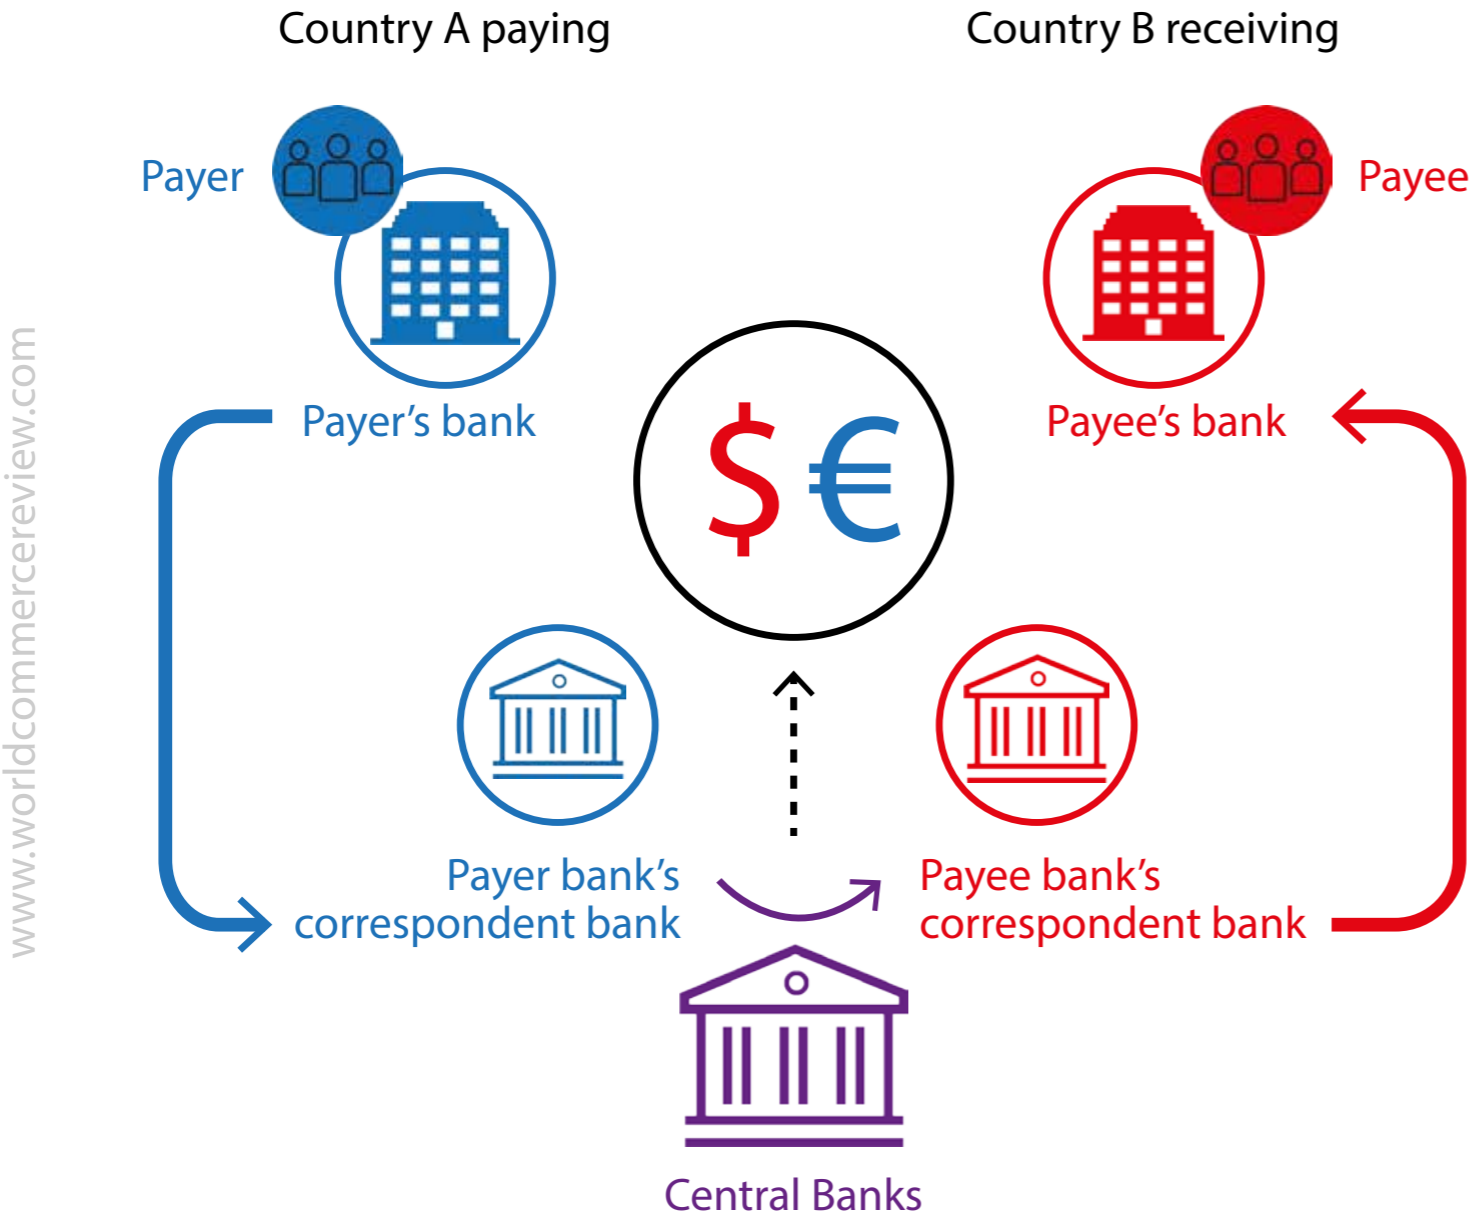 Country A paying
Country B receiving
Payer
Payee
$ €
Payer’s bank
Payee’s bank
Payer bank’s
correspondent bank
Payee bank’s
correspondent bank
Central Banks
www.worldcommercereview.com